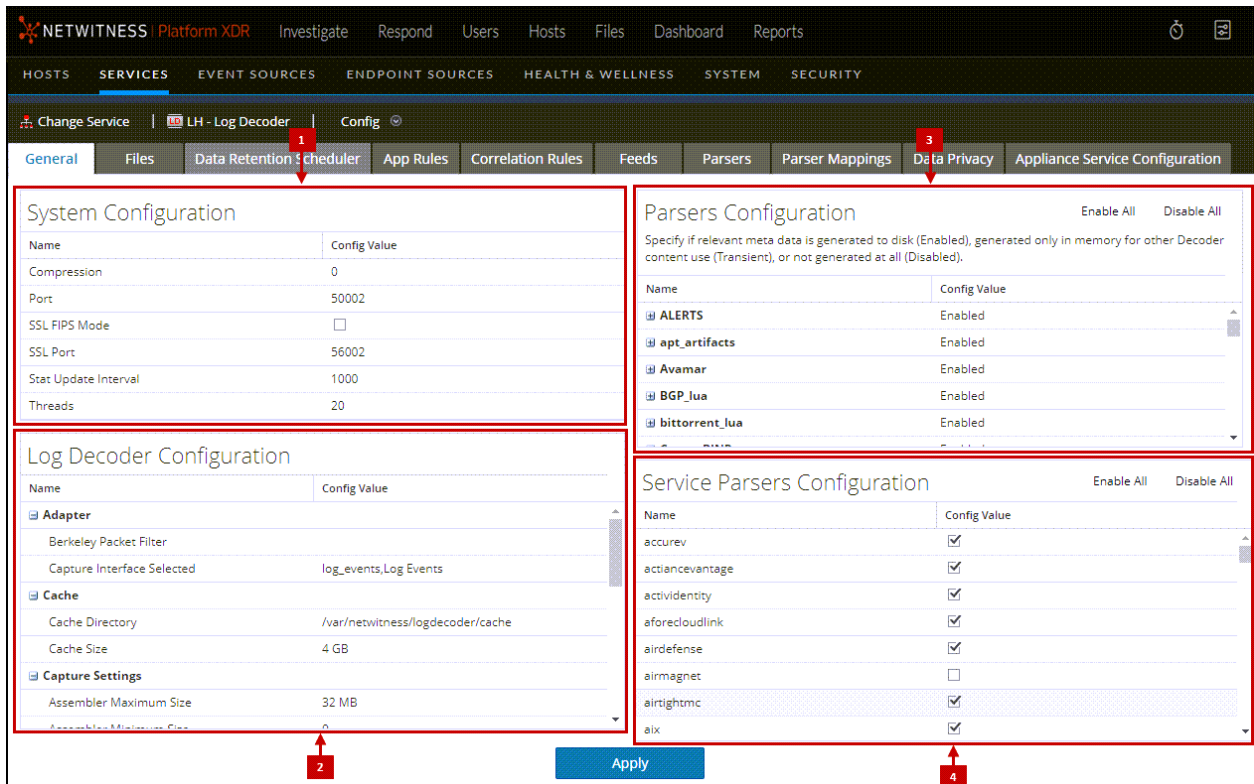 NETWITNESS Platform XDR Investigate Respond Users Hosts Files Dashboard Reports
HOSTS SERVICES EVENT SOURCES ENDPOINT SOURCES HEALTH & WELLNESS SYSTEM SECURITY
Change Service | LD LH - Log Decoder | Config
1
3
General Files Data Retention Scheduler App Rules Correlation Rules Feeds Parsers Parser Mappings Data Privacy Appliance Service Configuration
System Configuration
Name Config Value
Compression 0
Port 50002
SSL FIPS Mode
SSL Port 56002
Stat Update Interval 1000
Threads 20
Log Decoder Configuration
Name Config Value
Adapter
Berkeley Packet Filter
Capture Interface Selected log_events,Log Events
Cache
Cache Directory /var/netwitness/logdecoder/cache
Cache Size 4 GB
Capture Settings
Assembler Maximum Size 32 MB
Assembler Minimum Size 0
2
Parsers Configuration Enable All Disable All
Specify if relevant meta data is generated to disk (Enabled), generated only in memory for other Decoder
content use (Transient), or not generated at all (Disabled).
Name Config Value
ALERTS Enabled
apt_artifacts Enabled
Avamar Enabled
BGP_lua Enabled
bittorrent_lua Enabled
Service Parsers Configuration Enable All Disable All
Name Config Value
accurev
actiancevantage
actividentity
aforecloudlink
airdefense
airmagnet
airtightmc
aix
4
Apply